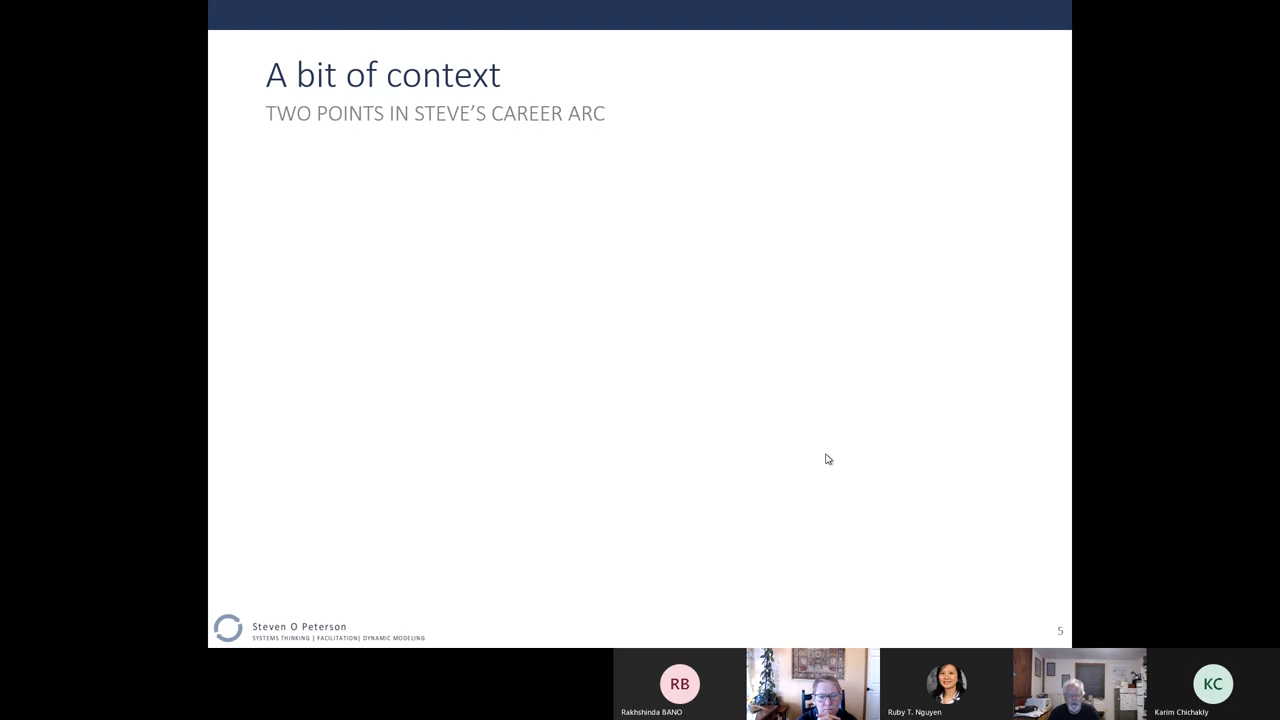 A bit of context
TWO POINTS IN STEVE'S CAREER ARC
Steven O Peterson
SYSTEMS THINKING | FACILITATION| DYNAMIC MODELING
5
RB
KC
Rakhshinda BANO
Ruby T. Nguyen
Karim Chichakly